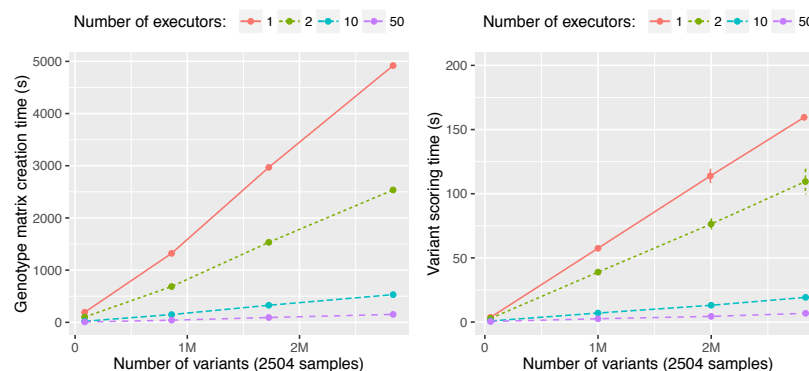 Number of executors: 1 2 10 50
Genotype matrix creation time (s)
5000
4000
3000
2000
1000
0
0 1M 2M
Number of variants (2504 samples)
Number of executors: 1 2 10 50
Variant scoring time (s)
200
150
100
50
0
0 1M 2M
Number of variants (2504 samples)